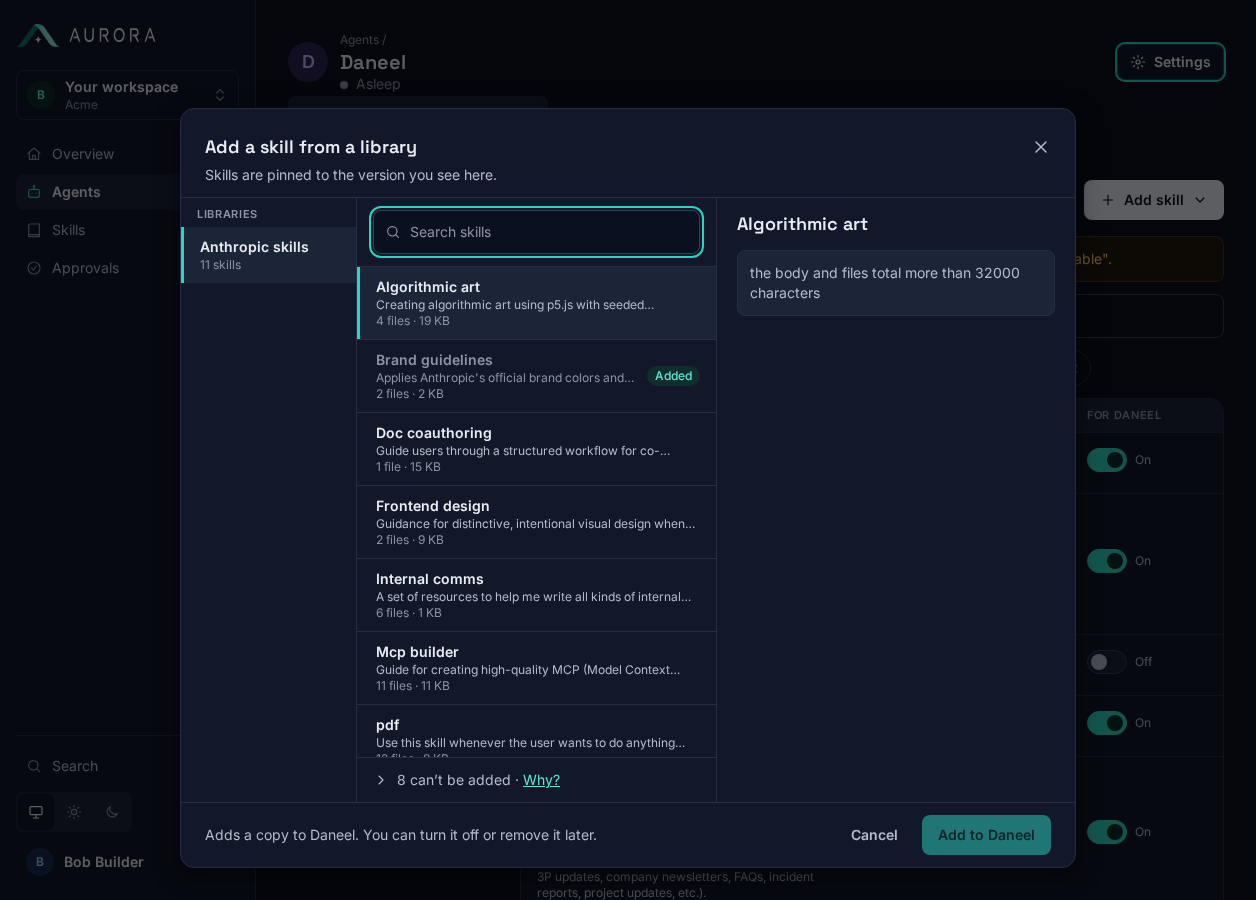 AURORA
Your workspace
B
Acme
Overview
Agents
Skills
Approvals
Search
B
Bob Builder
Agents /
D
Daneel
Asleep
Settings
Add skill
able".
FOR DANEEL
On
On
Off
On
On
3P updates, company newsletters, FAQs, incident
reports, project updates, etc.).
Add a skill from a library
Skills are pinned to the version you see here.
LIBRARIES
Anthropic skills
11 skills
Search skills
Algorithmic art
Creating algorithmic art using p5.js with seeded…
4 files · 19 KB
Brand guidelines
Applies Anthropic's official brand colors and…
2 files · 2 KB
Added
Doc coauthoring
Guide users through a structured workflow for co-…
1 file · 15 KB
Frontend design
Guidance for distinctive, intentional visual design when…
2 files · 9 KB
Internal comms
A set of resources to help me write all kinds of internal…
6 files · 1 KB
Mcp builder
Guide for creating high-quality MCP (Model Context…
11 files · 11 KB
pdf
Use this skill whenever the user wants to do anything…
8 can’t be added · Why?
Algorithmic art
the body and files total more than 32000
characters
Adds a copy to Daneel. You can turn it off or remove it later.
Cancel
Add to Daneel